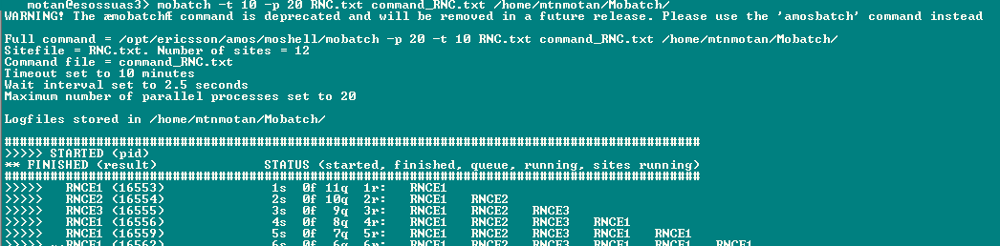 motan@esossuas3> mobatch -t 10 -p 20 RNC.txt command_RNC.txt /home/mtnmotan/Mobatch/
WARNING! The æmobatchÆ command is deprecated and will be removed in a future release. Please use the 'amosbatch' command instead
Full command = /opt/ericsson/amos/moshell/mobatch -p 20 -t 10 RNC.txt command_RNC.txt /home/mtnmotan/Mobatch/
Sitefile = RNC.txt. Number of sites = 12
Command file = command_RNC.txt
Timeout set to 10 minutes
Wait interval set to 2.5 seconds
Maximum number of parallel processes set to 20
Logfiles stored in /home/mtnmotan/Mobatch/
###########################################################################################
>>>>> STARTED (pid)
** FINISHED (result) STATUS (started, finished, queue, running, sites running)
###########################################################################################
>>>>> RNCE1 (16553) 1s 0f 11q 1r: RNCE1
>>>>> RNCE2 (16554) 2s 0f 10q 2r: RNCE1 RNCE2
>>>>> RNCE3 (16555) 3s 0f 9q 3r: RNCE1 RNCE2 RNCE3
>>>>> RNCE1 (16556) 4s 0f 8q 4r: RNCE1 RNCE2 RNCE3 RNCE1
>>>>> RNCE1 (16559) 5s 0f 7q 5r: RNCE1 RNCE2 RNCE3 RNCE1 RNCE1
>>>>> RNCE1 (16562) 6s 0f 6q 6r: RNCE1 RNCE2 RNCE3 RNCE1 RNCE1 RNCE1